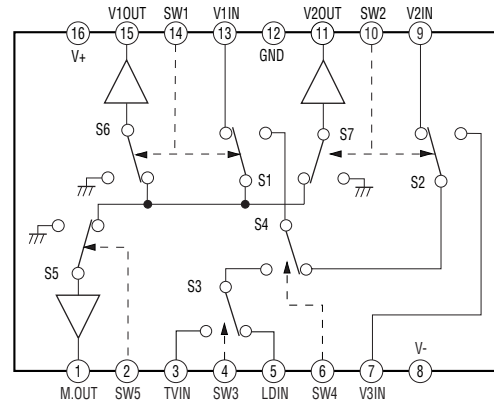 V1OUT SW1 V1IN V2OUT SW2 V2IN
16 15 14 13 12 11 10 9
V+ GND
S6 S7
S1 S2
S4
S5 S3
1 2 3 4 5 6 7 8
V-
M.OUT SW5 TVIN SW3 LDIN SW4 V3IN